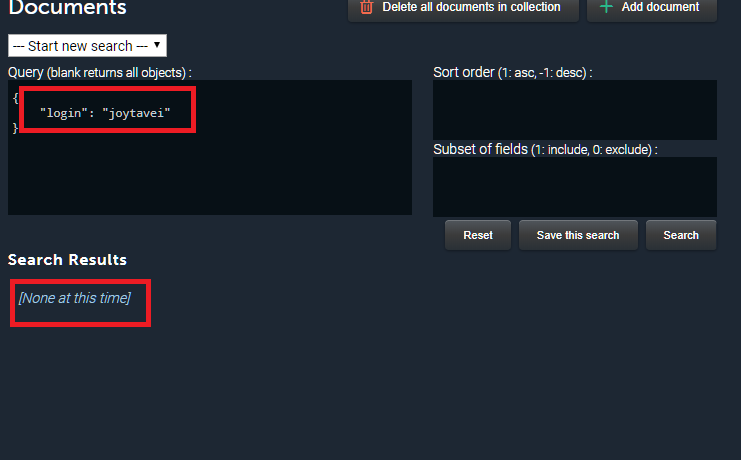 Documents
Delete all documents in collection
Add document
--- Start new search ---
Query (blank returns all objects) :
{
"login": "joytavei"
}
Sort order (1: asc, -1: desc) :
Subset of fields (1: include, 0: exclude) :
Reset
Save this search
Search
Search Results
[None at this time]